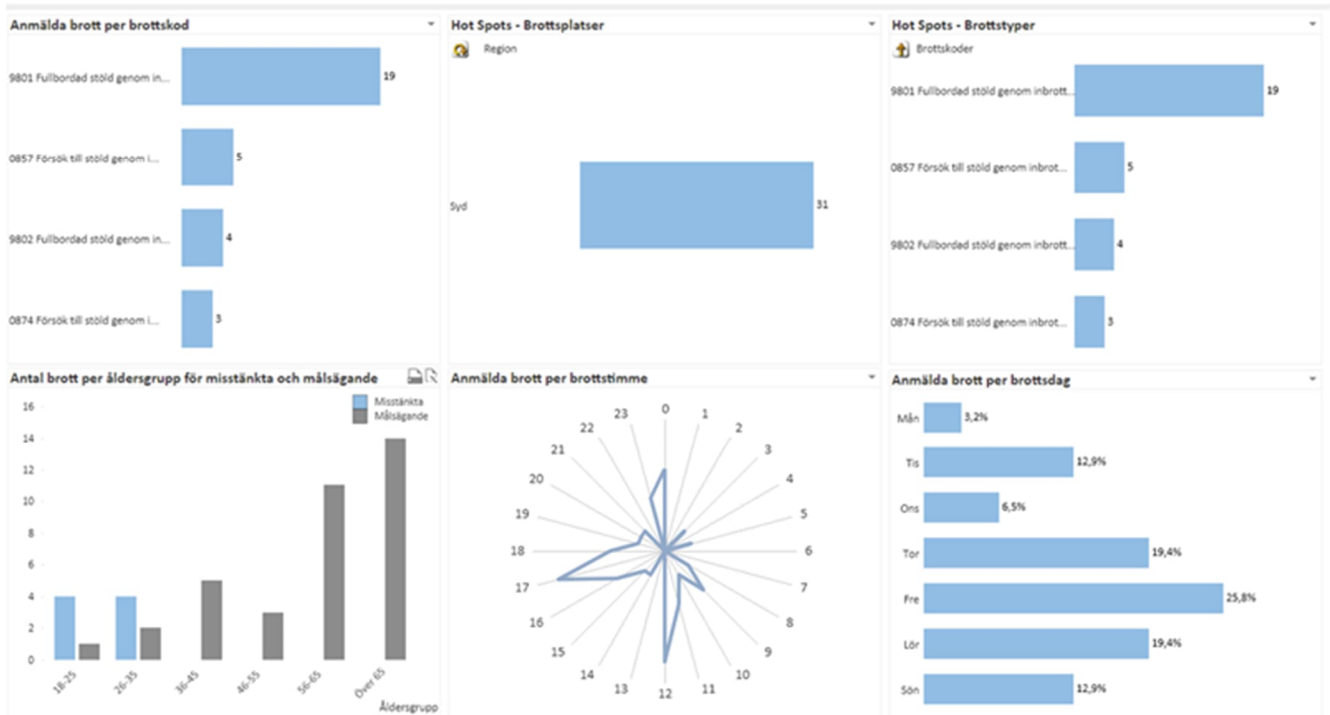 Anmälda brott per brottskod
9801 Fullbordad stöld genom in...
19
0857 Försök till stöld genom i...
5
9802 Fullbordad stöld genom in...
4
0874 Försök till stöld genom i...
3
Hot Spots - Brottsplatser
Region
Syd
31
Hot Spots - Brottstyper
Brottskoder
9801 Fullbordad stöld genom inbrott...
19
0857 Försök till stöld genom inbrot...
5
9802 Fullbordad stöld genom inbrott...
4
0874 Försök till stöld genom inbrot...
3
Antal brott per åldersgrupp för misstänkta och målsägande
Misstänkta
Målsägande
16
14
12
10
8
6
4
2
0
18-25
26-35
36-45
46-55
56-65
Över 65
Åldersgrupp
Anmälda brott per brottstimme
0
1
2
3
4
5
6
7
8
9
10
11
12
13
14
15
16
17
18
19
20
21
22
23
Anmälda brott per brottsdag
Mån
3,2%
Tis
12,9%
Ons
6,5%
Tor
19,4%
Fre
25,8%
Lör
19,4%
Sön
12,9%